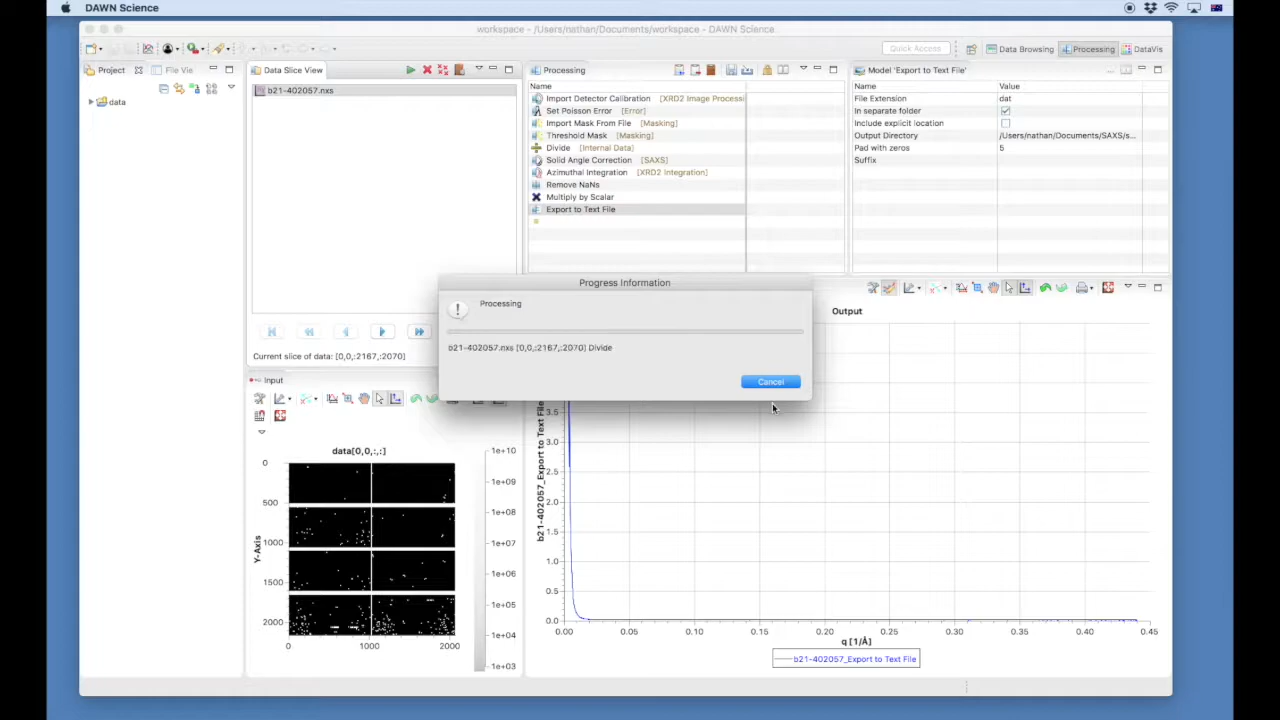 DAWN Science
workspace - /Users/nathan/Documents/workspace - DAWN Science
Quick Access
Data Browsing
Processing
DataVis
Project
File Vie
data
Data Slice View
b21-402057.nxs
Current slice of data: [0,0,:2167,:2070]
Processing
Name
Import Detector Calibration [XRD2 Image Processi
Set Poisson Error [Error]
Import Mask From File [Masking]
Threshold Mask [Masking]
Divide [Internal Data]
Solid Angle Correction [SAXS]
Azimuthal Integration [XRD2 Integration]
Remove NaNs
Multiply by Scalar
Export to Text File
Model 'Export to Text File'
Name Value
File Extension dat
In separate folder
Include explicit location
Output Directory /Users/nathan/Documents/SAXS/s...
Pad with zeros 5
Suffix
Progress Information
Processing
b21-402057.nxs [0,0,:2167,:2070] Divide
Cancel
Input
data[0,0,:,:]
0
500
1000
1500
2000
Y-Axis
0 1000 2000
1e+10
1e+09
1e+08
1e+07
1e+06
1e+05
1e+04
1e+03
Output
b21-402057_Export to Text File
3.5
3.0
2.5
2.0
1.5
1.0
0.5
0.0
0.00 0.05 0.10 0.15 0.20 0.25 0.30 0.35 0.40 0.45
q [1/Å]
b21-402057_Export to Text File